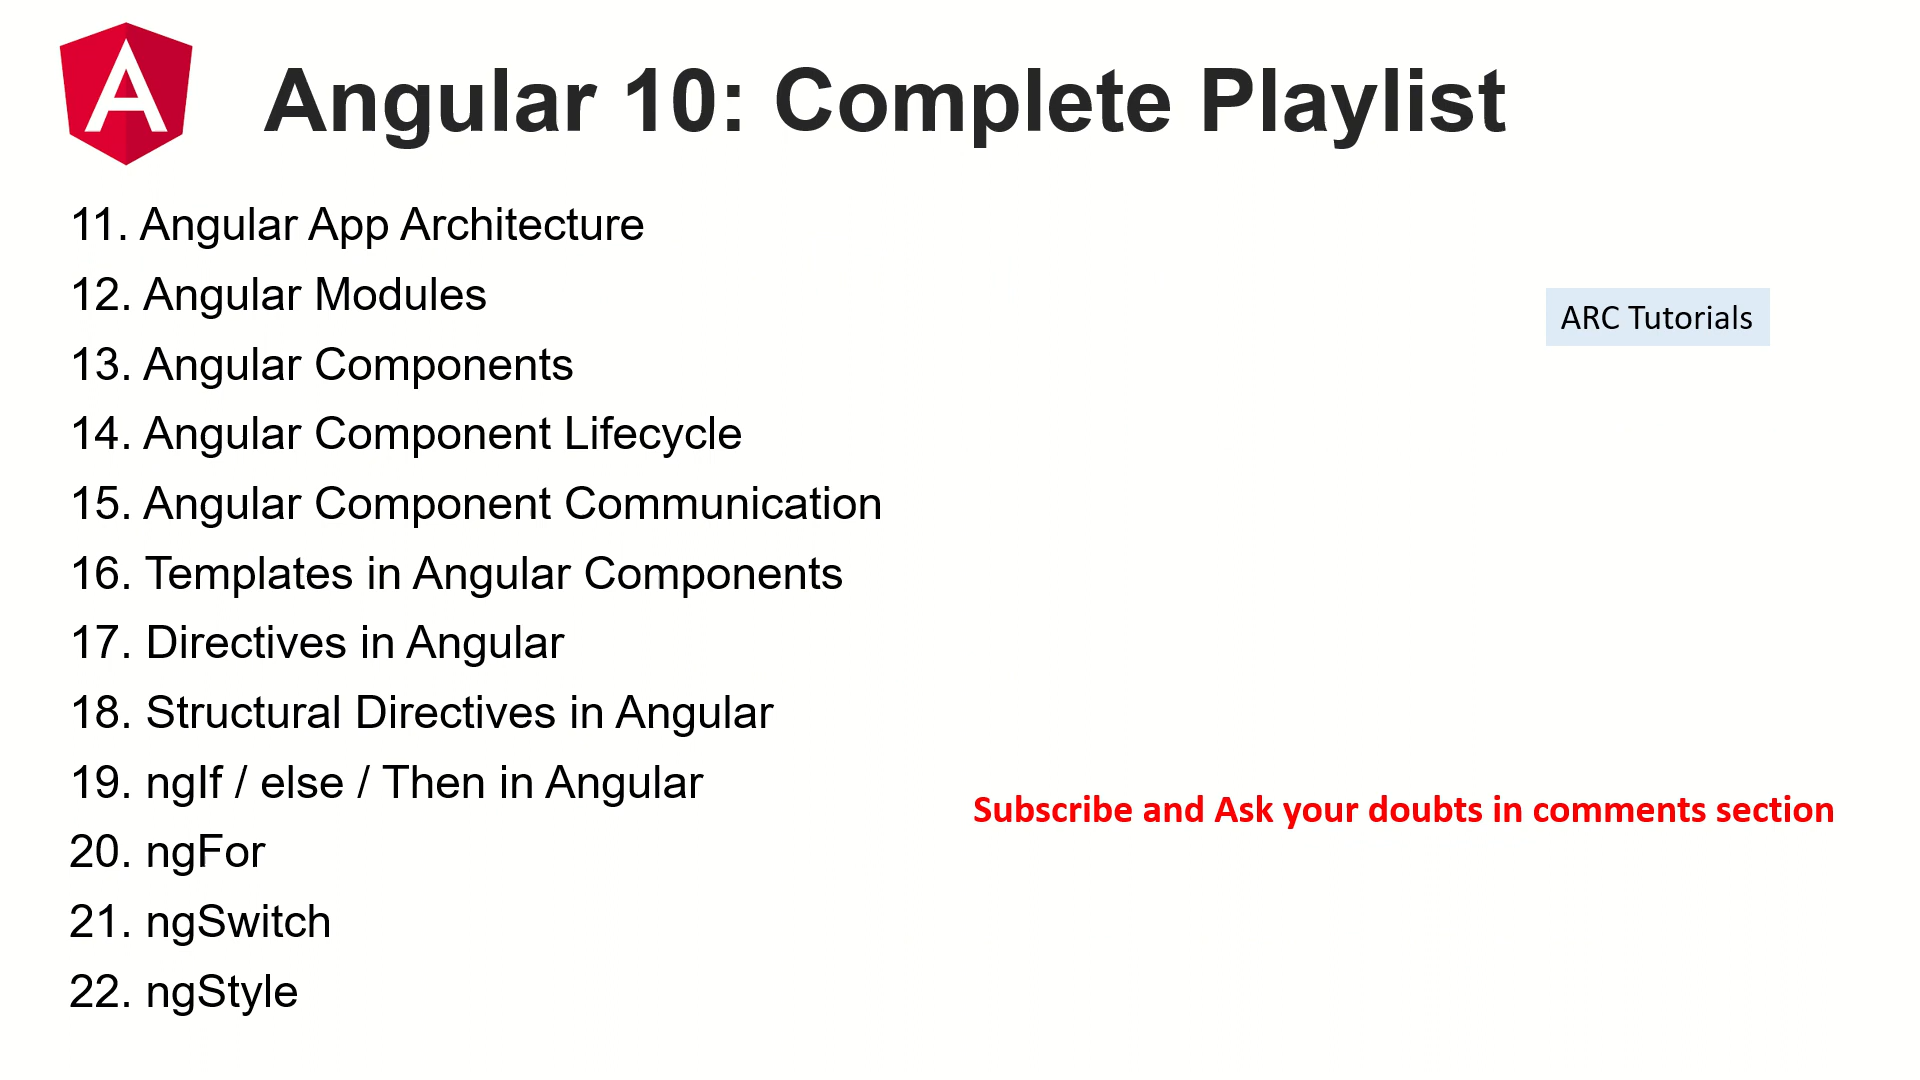 A
Angular 10: Complete Playlist
11. Angular App Architecture
12. Angular Modules
13. Angular Components
14. Angular Component Lifecycle
15. Angular Component Communication
16. Templates in Angular Components
17. Directives in Angular
18. Structural Directives in Angular
19. ngIf / else / Then in Angular
20. ngFor
21. ngSwitch
22. ngStyle
ARC Tutorials
Subscribe and Ask your doubts in comments section